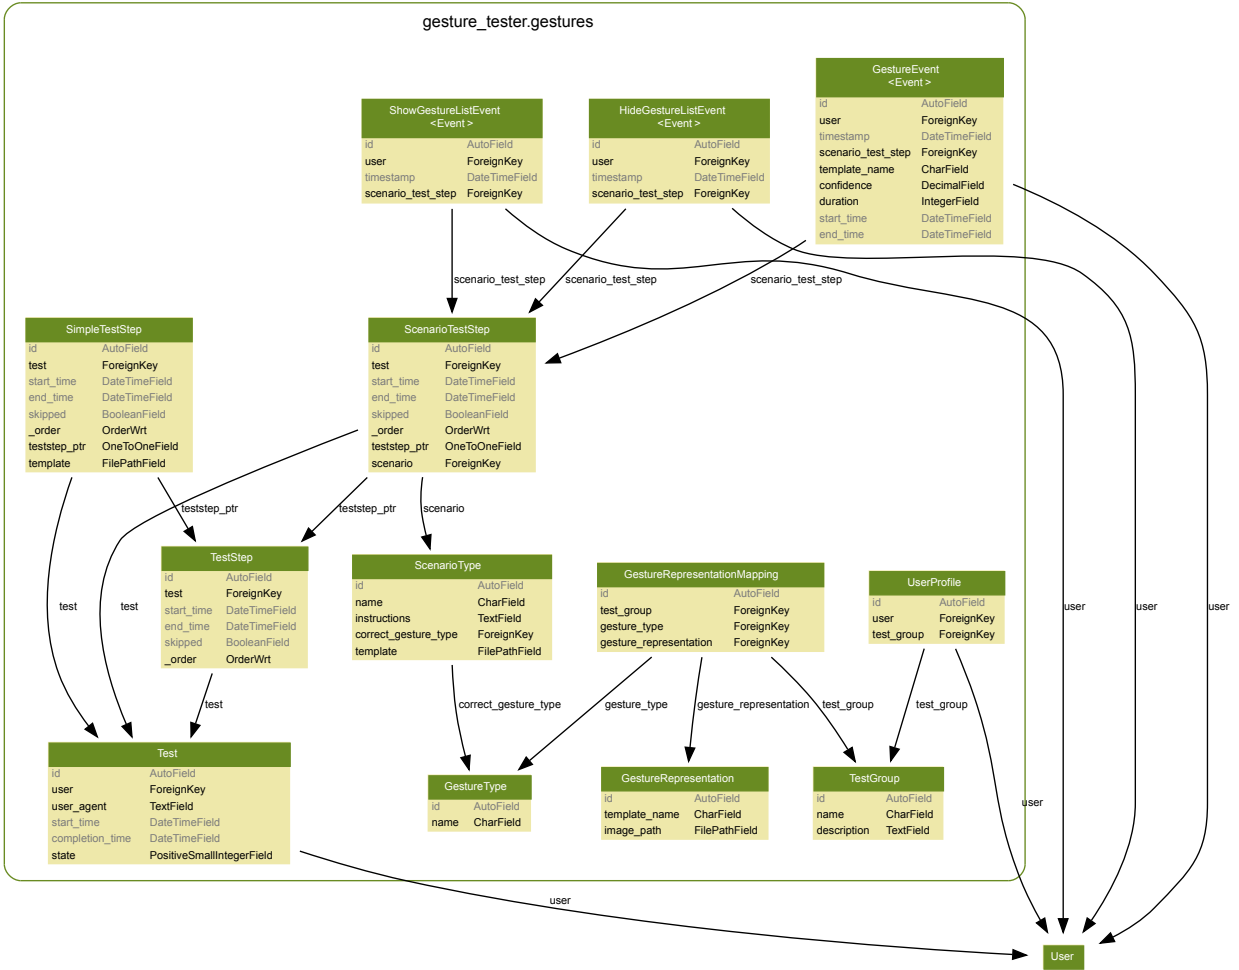 gesture_tester.gestures
GestureEvent
<Event >
id AutoField
user ForeignKey
timestamp DateTimeField
scenario_test_step ForeignKey
template_name CharField
confidence DecimalField
duration IntegerField
start_time DateTimeField
end_time DateTimeField
ShowGestureListEvent
<Event >
id AutoField
user ForeignKey
timestamp DateTimeField
scenario_test_step ForeignKey
HideGestureListEvent
<Event >
id AutoField
user ForeignKey
timestamp DateTimeField
scenario_test_step ForeignKey
scenario_test_step
scenario_test_step
scenario_test_step
SimpleTestStep
id AutoField
test ForeignKey
start_time DateTimeField
end_time DateTimeField
skipped BooleanField
_order OrderWrt
teststep_ptr OneToOneField
template FilePathField
ScenarioTestStep
id AutoField
test ForeignKey
start_time DateTimeField
end_time DateTimeField
skipped BooleanField
_order OrderWrt
teststep_ptr OneToOneField
scenario ForeignKey
teststep_ptr
teststep_ptr
scenario
TestStep
id AutoField
test ForeignKey
start_time DateTimeField
end_time DateTimeField
skipped BooleanField
_order OrderWrt
ScenarioType
id AutoField
name CharField
instructions TextField
correct_gesture_type ForeignKey
template FilePathField
GestureRepresentationMapping
id AutoField
test_group ForeignKey
gesture_type ForeignKey
gesture_representation ForeignKey
UserProfile
id AutoField
user ForeignKey
test_group ForeignKey
test
test
user
user
user
test
correct_gesture_type
gesture_type
gesture_representation
test_group
test_group
Test
id AutoField
user ForeignKey
user_agent TextField
start_time DateTimeField
completion_time DateTimeField
state PositiveSmallIntegerField
GestureType
id AutoField
name CharField
GestureRepresentation
id AutoField
template_name CharField
image_path FilePathField
TestGroup
id AutoField
name CharField
description TextField
user
user
User